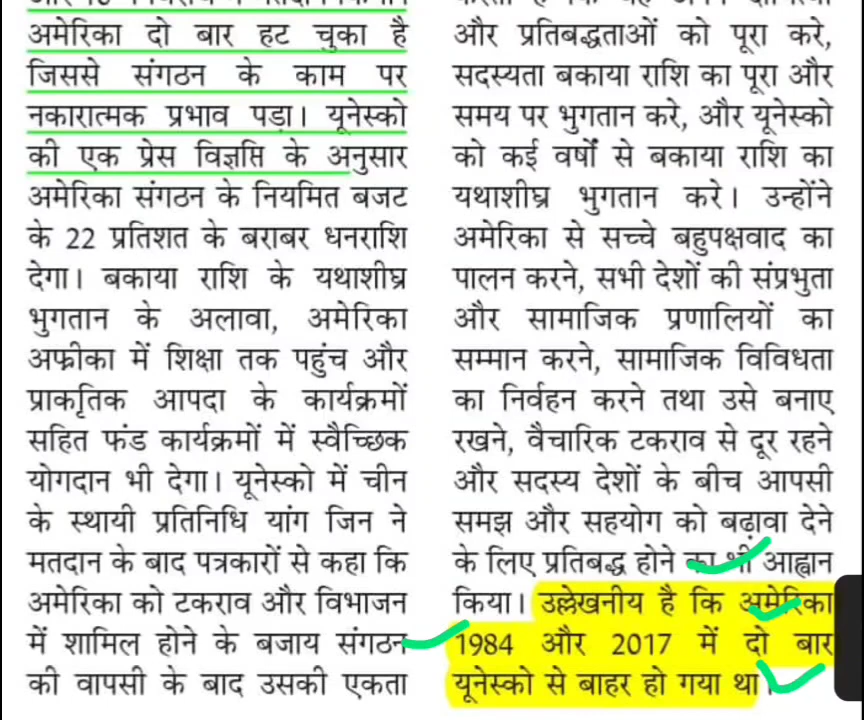 अमेरिका दो बार हट चुका है
जिससे संगठन के काम पर
नकारात्मक प्रभाव पड़ा। यूनेस्को
की एक प्रेस विज्ञप्ति के अनुसार
अमेरिका संगठन के नियमित बजट
के 22 प्रतिशत के बराबर धनराशि
देगा। बकाया राशि के यथाशीघ्र
भुगतान के अलावा, अमेरिका
अफ्रीका में शिक्षा तक पहुंच और
प्राकृतिक आपदा के कार्यक्रमों
सहित फंड कार्यक्रमों में स्वैच्छिक
योगदान भी देगा। यूनेस्को में चीन
के स्थायी प्रतिनिधि यांग जिन ने
मतदान के बाद पत्रकारों से कहा कि
अमेरिका को टकराव और विभाजन
में शामिल होने के बजाय संगठन
की वापसी के बाद उसकी एकता
और प्रतिबद्धताओं को पूरा करे,
सदस्यता बकाया राशि का पूरा और
समय पर भुगतान करे, और यूनेस्को
को कई वर्षों से बकाया राशि का
यथाशीघ्र भुगतान करे। उन्होंने
अमेरिका से सच्चे बहुपक्षवाद का
पालन करने, सभी देशों की संप्रभुता
और सामाजिक प्रणालियों का
सम्मान करने, सामाजिक विविधता
का निर्वहन करने तथा उसे बनाए
रखने, वैचारिक टकराव से दूर रहने
और सदस्य देशों के बीच आपसी
समझ और सहयोग को बढ़ावा देने
के लिए प्रतिबद्ध होने का भी आह्वान
किया। उल्लेखनीय है कि अमेरिका
1984 और 2017 में दो बार
यूनेस्को से बाहर हो गया था।